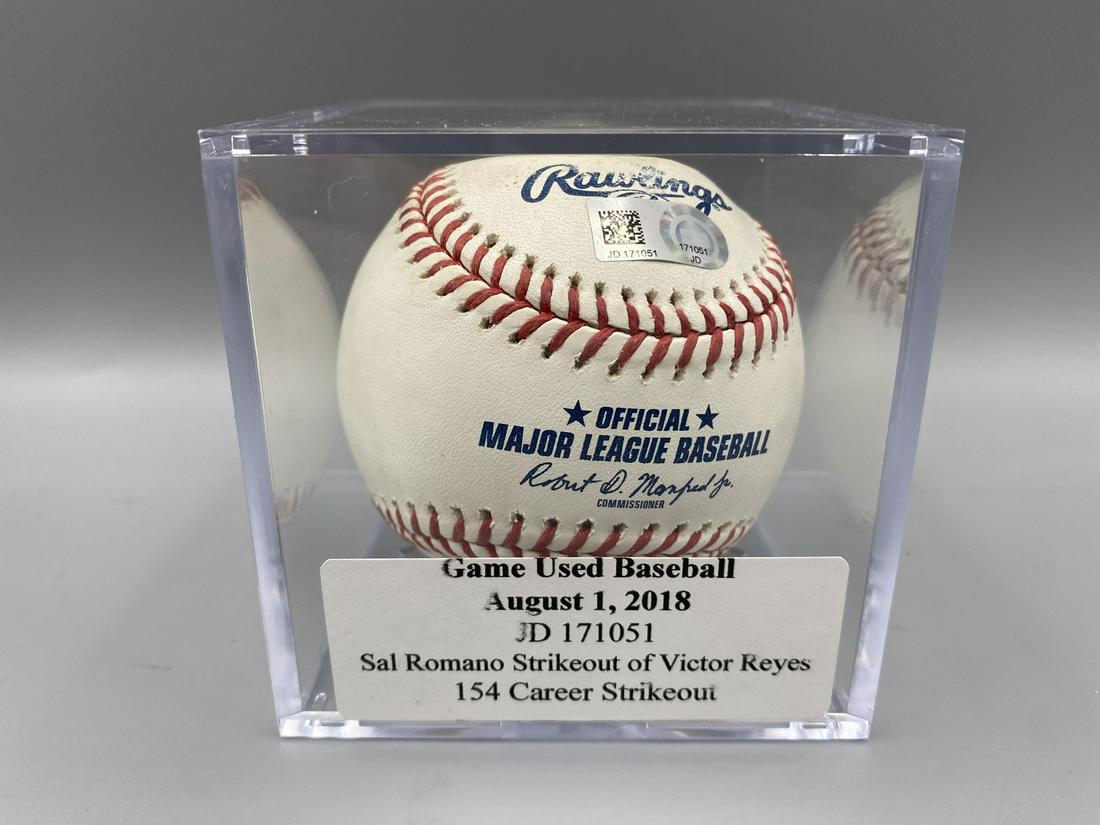 Rawlings
JD 171051
171051
JD
★ OFFICIAL ★
MAJOR LEAGUE BASEBALL
Robert D. Manfred Jr.
COMMISSIONER
Game Used Baseball
August 1, 2018
JD 171051
Sal Romano Strikeout of Victor Reyes
154 Career Strikeout